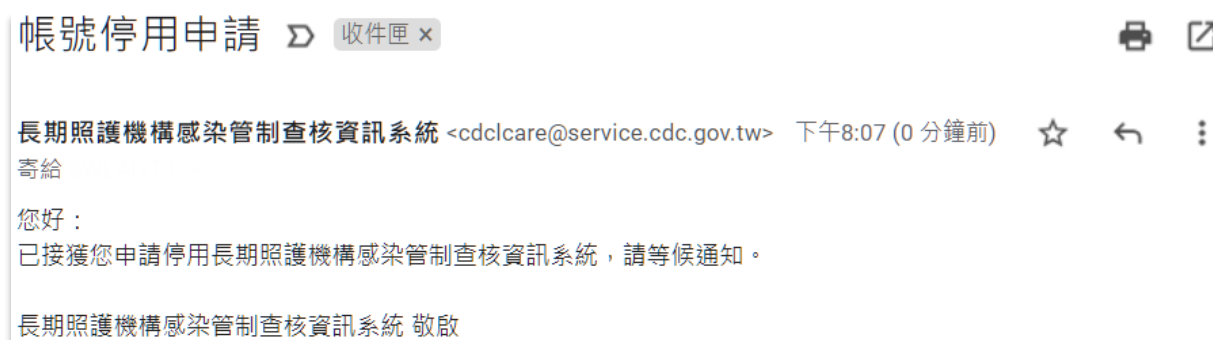 帳號停用申請 收件匣 ×
長期照護機構感染管制查核資訊系統 <cdclcare@service.cdc.gov.tw> 下午8:07 (0 分鐘前)
寄給
您好：
已接獲您申請停用長期照護機構感染管制查核資訊系統，請等候通知。
長期照護機構感染管制查核資訊系統 敬啟